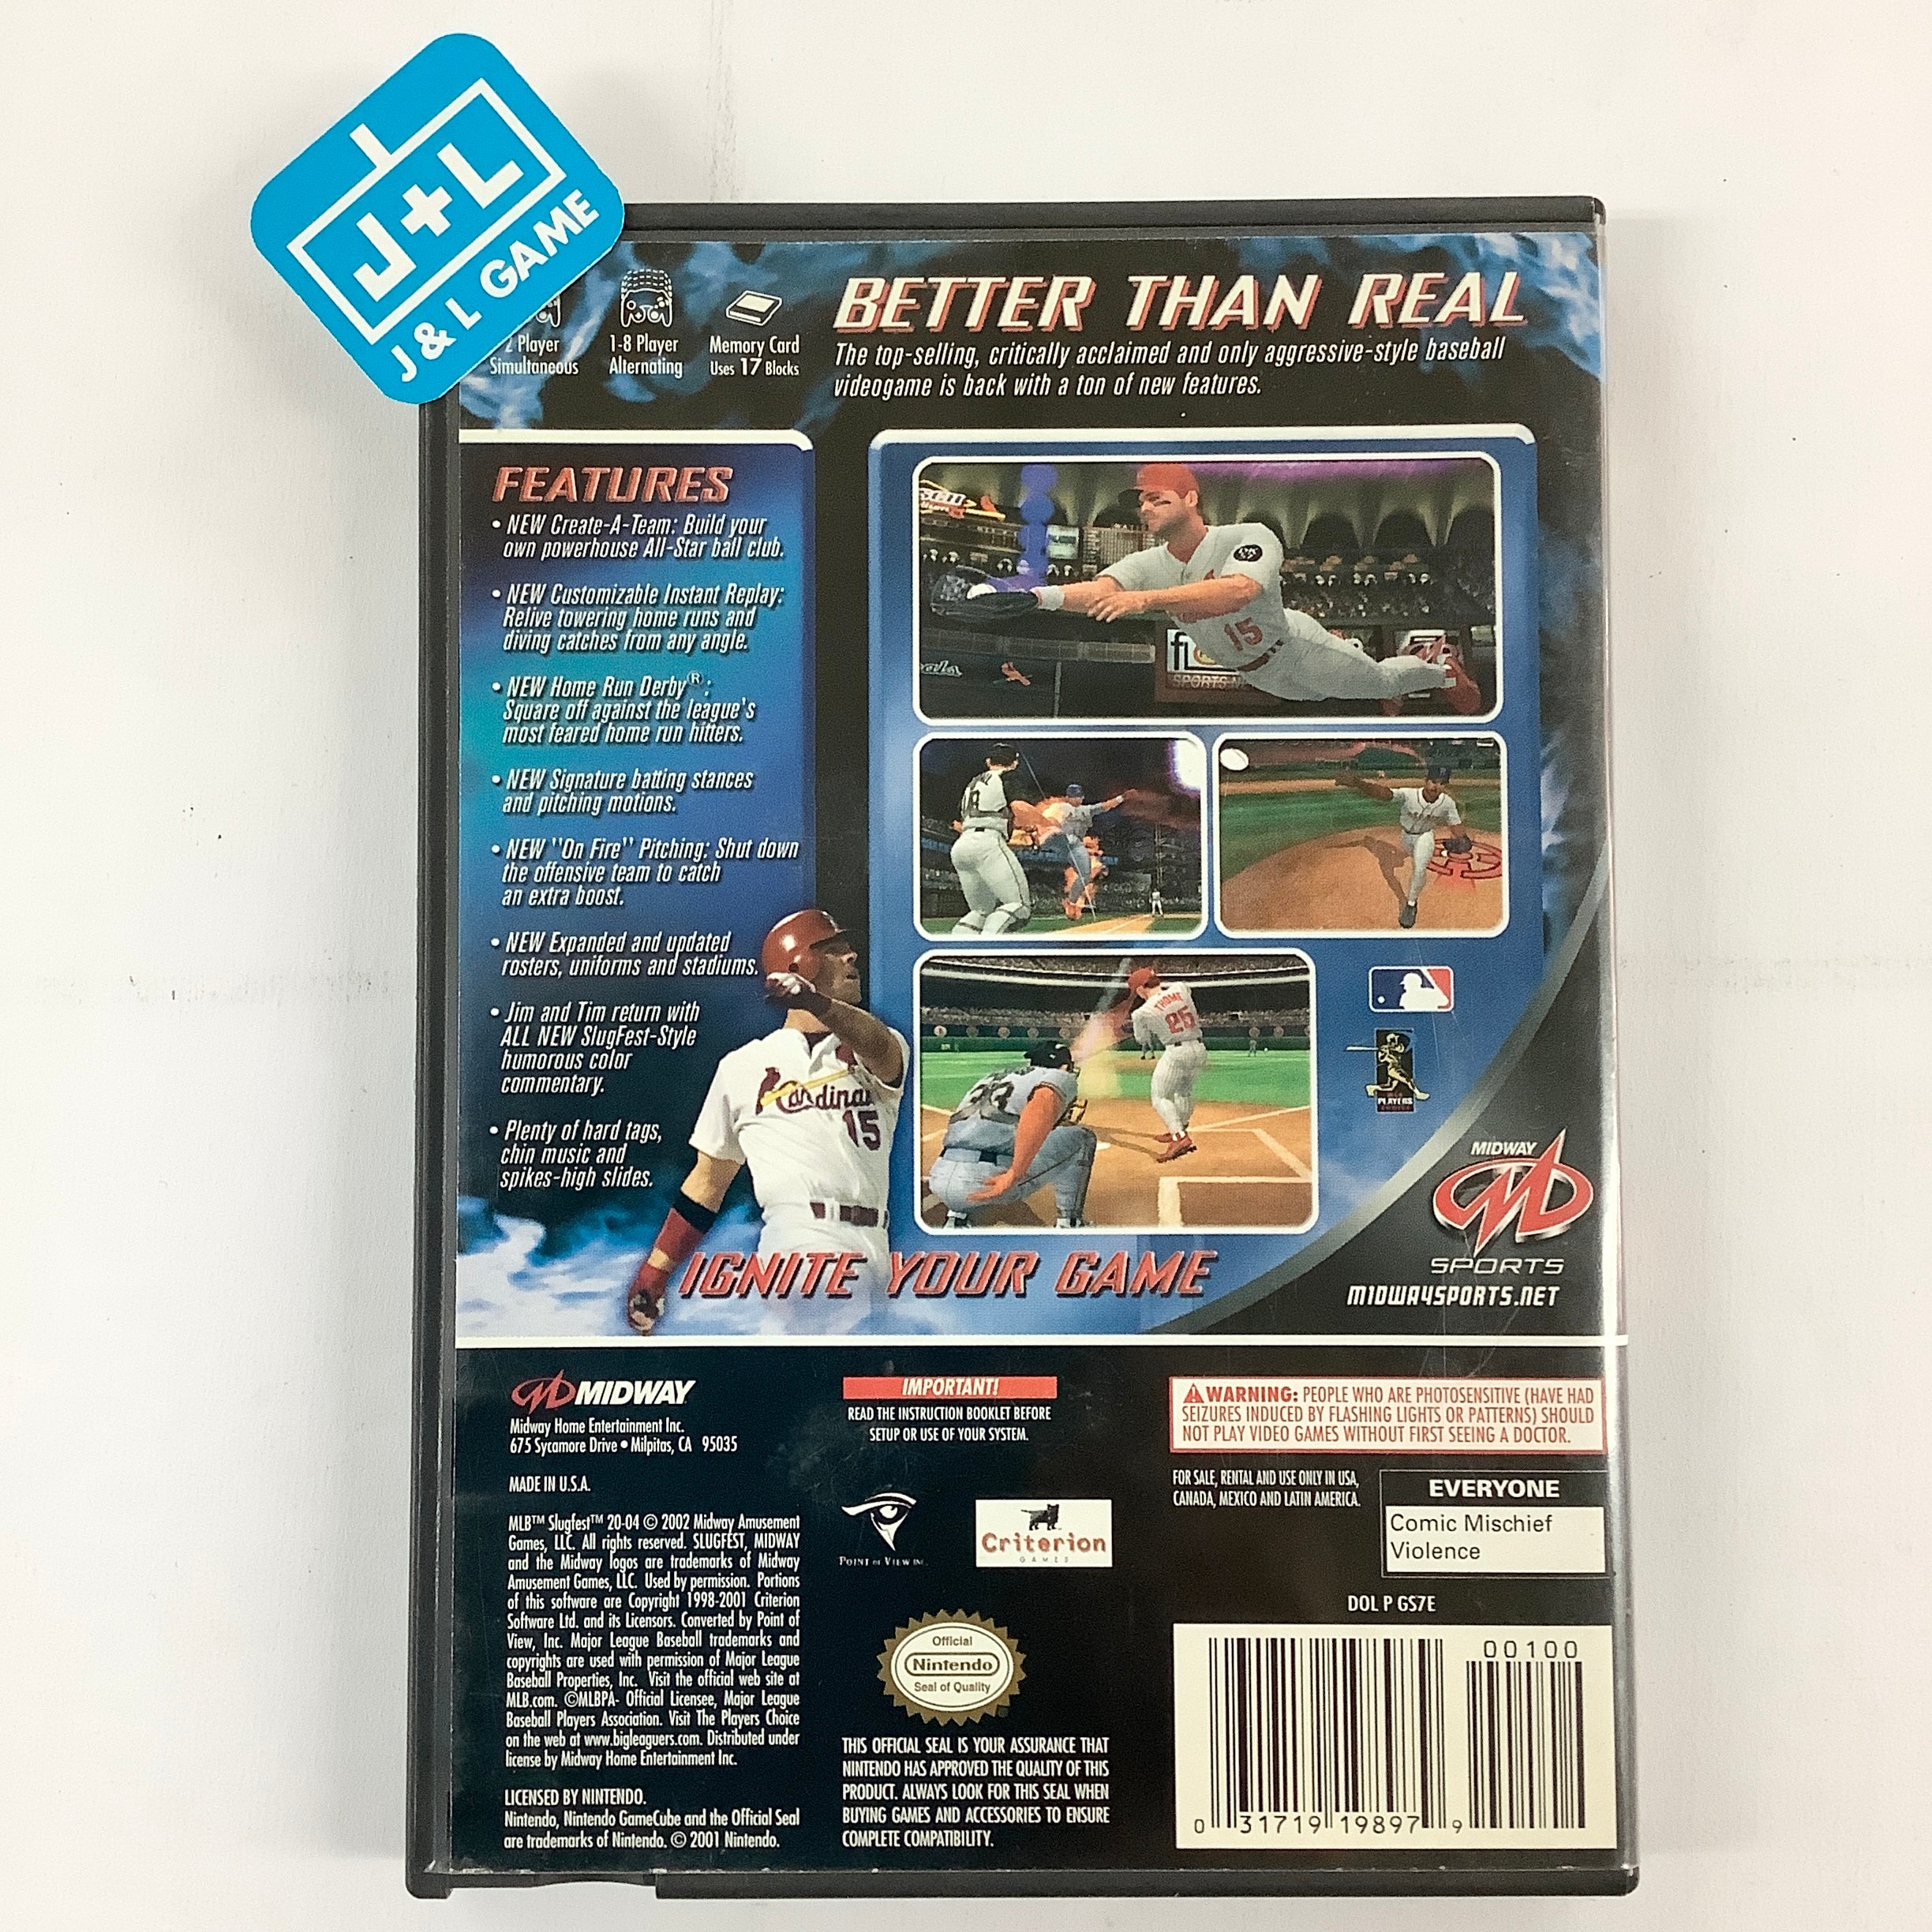 J+L
J & L GAME
2 Player
Simultaneous
1-8 Player
Alternating
Memory Card
Uses 17 Blocks
BETTER THAN REAL
The top-selling, critically acclaimed and only aggressive-style baseball
videogame is back with a ton of new features.
FEATURES
• NEW Create-A-Team: Build your
own powerhouse All-Star ball club.
• NEW Customizable Instant Replay:
Relive towering home runs and
diving catches from any angle.
• NEW Home Run Derby®:
Square off against the league's
most feared home run hitters.
• NEW Signature batting stances
and pitching motions.
• NEW "On Fire" Pitching: Shut down
the offensive team to catch
an extra boost.
• NEW Expanded and updated
rosters, uniforms and stadiums.
• Jim and Tim return with
ALL NEW SlugFest-Style
humorous color
commentary.
• Plenty of hard tags,
chin music and
spikes-high slides.
15
SPORTS
THOME
25
Cardinals
15
PLAYERS
CHOICE
IGNITE YOUR GAME
MIDWAY
SPORTS
MIDWAYSPORTS.NET
MIDWAY
Midway Home Entertainment Inc.
675 Sycamore Drive • Milpitas, CA 95035
MADE IN U.S.A.
MLB™ Slugfest™ 20-04 © 2002 Midway Amusement
Games, LLC. All rights reserved. SLUGFEST, MIDWAY
and the Midway logos are trademarks of Midway
Amusement Games, LLC. Used by permission. Portions
of this software are Copyright 1998-2001 Criterion
Software Ltd. and its Licensors. Converted by Point of
View, Inc. Major League Baseball trademarks and
copyrights are used with permission of Major League
Baseball Properties, Inc. Visit the official web site at
MLB.com. ©MLBPA- Official Licensee, Major League
Baseball Players Association. Visit The Players Choice
on the web at www.bigleaguers.com. Distributed under
license by Midway Home Entertainment Inc.
LICENSED BY NINTENDO.
Nintendo, Nintendo GameCube and the Official Seal
are trademarks of Nintendo. © 2001 Nintendo.
IMPORTANT!
READ THE INSTRUCTION BOOKLET BEFORE
SETUP OR USE OF YOUR SYSTEM.
POINT OF VIEW INC.
Criterion
GAMES
Official
Nintendo
Seal of Quality
THIS OFFICIAL SEAL IS YOUR ASSURANCE THAT
NINTENDO HAS APPROVED THE QUALITY OF THIS
PRODUCT. ALWAYS LOOK FOR THIS SEAL WHEN
BUYING GAMES AND ACCESSORIES TO ENSURE
COMPLETE COMPATIBILITY.
WARNING: PEOPLE WHO ARE PHOTOSENSITIVE (HAVE HAD
SEIZURES INDUCED BY FLASHING LIGHTS OR PATTERNS) SHOULD
NOT PLAY VIDEO GAMES WITHOUT FIRST SEEING A DOCTOR.
FOR SALE, RENTAL AND USE ONLY IN USA,
CANADA, MEXICO AND LATIN AMERICA.
EVERYONE
Comic Mischief
Violence
DOL P GS7E
00100
0 31719 19897 9